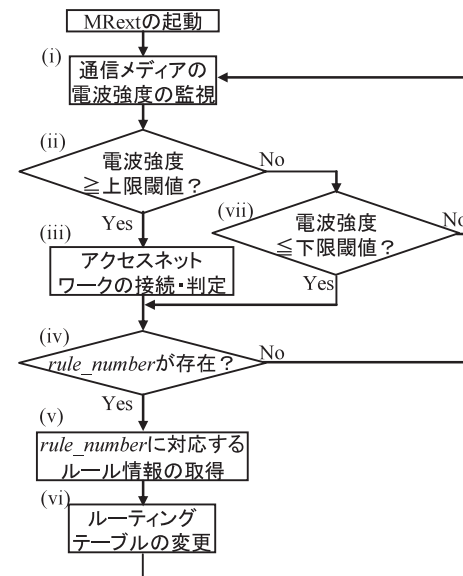 MRextの起動
(i)
通信メディアの
電波強度の監視
(ii)
電波強度
≧上限閾値？
No
Yes
(vii)
電波強度
≦下限閾値？
No
Yes
(iii)
アクセスネット
ワークの接続・判定
(iv)
rule_numberが存在？
No
Yes
(v)
rule_numberに対応する
ルール情報の取得
(vi)
ルーティング
テーブルの変更